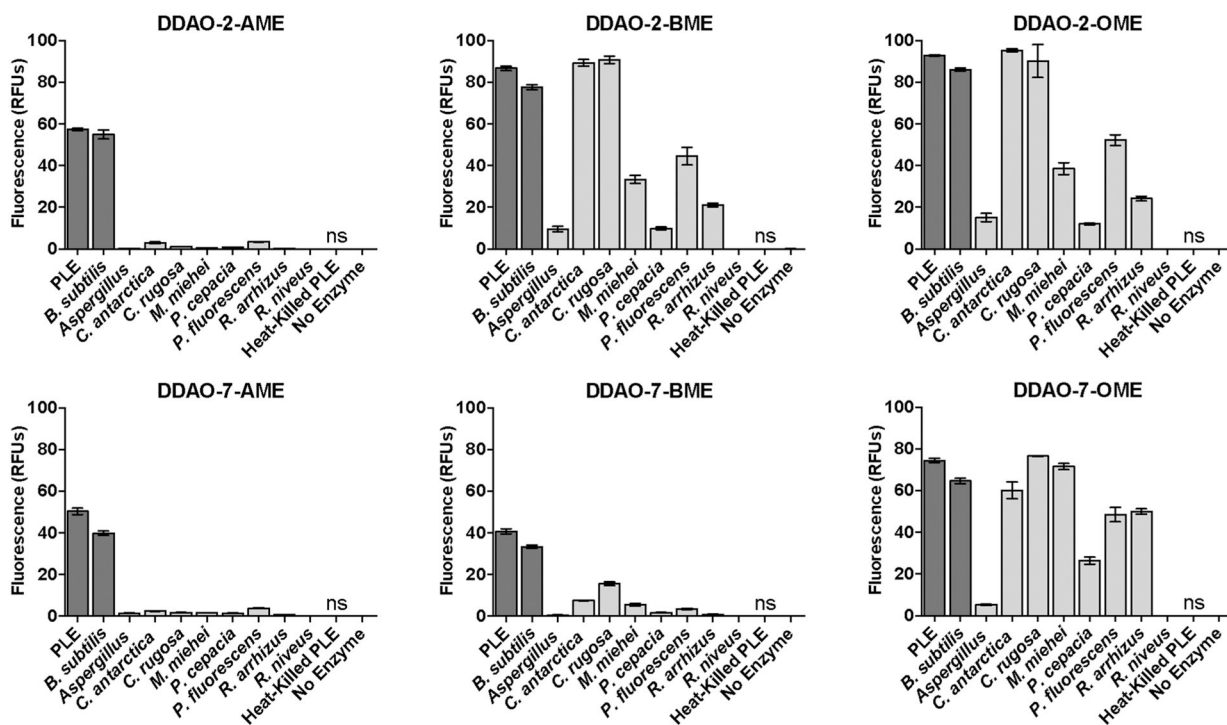 DDAO-2-AME
Fluorescence (RFUs)
100
80
60
40
20
0
ns
PLE
B. subtilis
Aspergillus
C. antarctica
C. rugosa
M. miehei
P. cepacia
P. fluorescens
R. arrhizus
R. niveus
Heat-Killed PLE
No Enzyme
DDAO-2-BME
Fluorescence (RFUs)
100
80
60
40
20
0
ns
PLE
B. subtilis
Aspergillus
C. antarctica
C. rugosa
M. miehei
P. cepacia
P. fluorescens
R. arrhizus
R. niveus
Heat-Killed PLE
No Enzyme
DDAO-2-OME
Fluorescence (RFUs)
100
80
60
40
20
0
ns
PLE
B. subtilis
Aspergillus
C. antarctica
C. rugosa
M. miehei
P. cepacia
P. fluorescens
R. arrhizus
R. niveus
Heat-Killed PLE
No Enzyme
DDAO-7-AME
Fluorescence (RFUs)
100
80
60
40
20
0
ns
PLE
B. subtilis
Aspergillus
C. antarctica
C. rugosa
M. miehei
P. cepacia
P. fluorescens
R. arrhizus
R. niveus
Heat-Killed PLE
No Enzyme
DDAO-7-BME
Fluorescence (RFUs)
100
80
60
40
20
0
ns
PLE
B. subtilis
Aspergillus
C. antarctica
C. rugosa
M. miehei
P. cepacia
P. fluorescens
R. arrhizus
R. niveus
Heat-Killed PLE
No Enzyme
DDAO-7-OME
Fluorescence (RFUs)
100
80
60
40
20
0
ns
PLE
B. subtilis
Aspergillus
C. antarctica
C. rugosa
M. miehei
P. cepacia
P. fluorescens
R. arrhizus
R. niveus
Heat-Killed PLE
No Enzyme